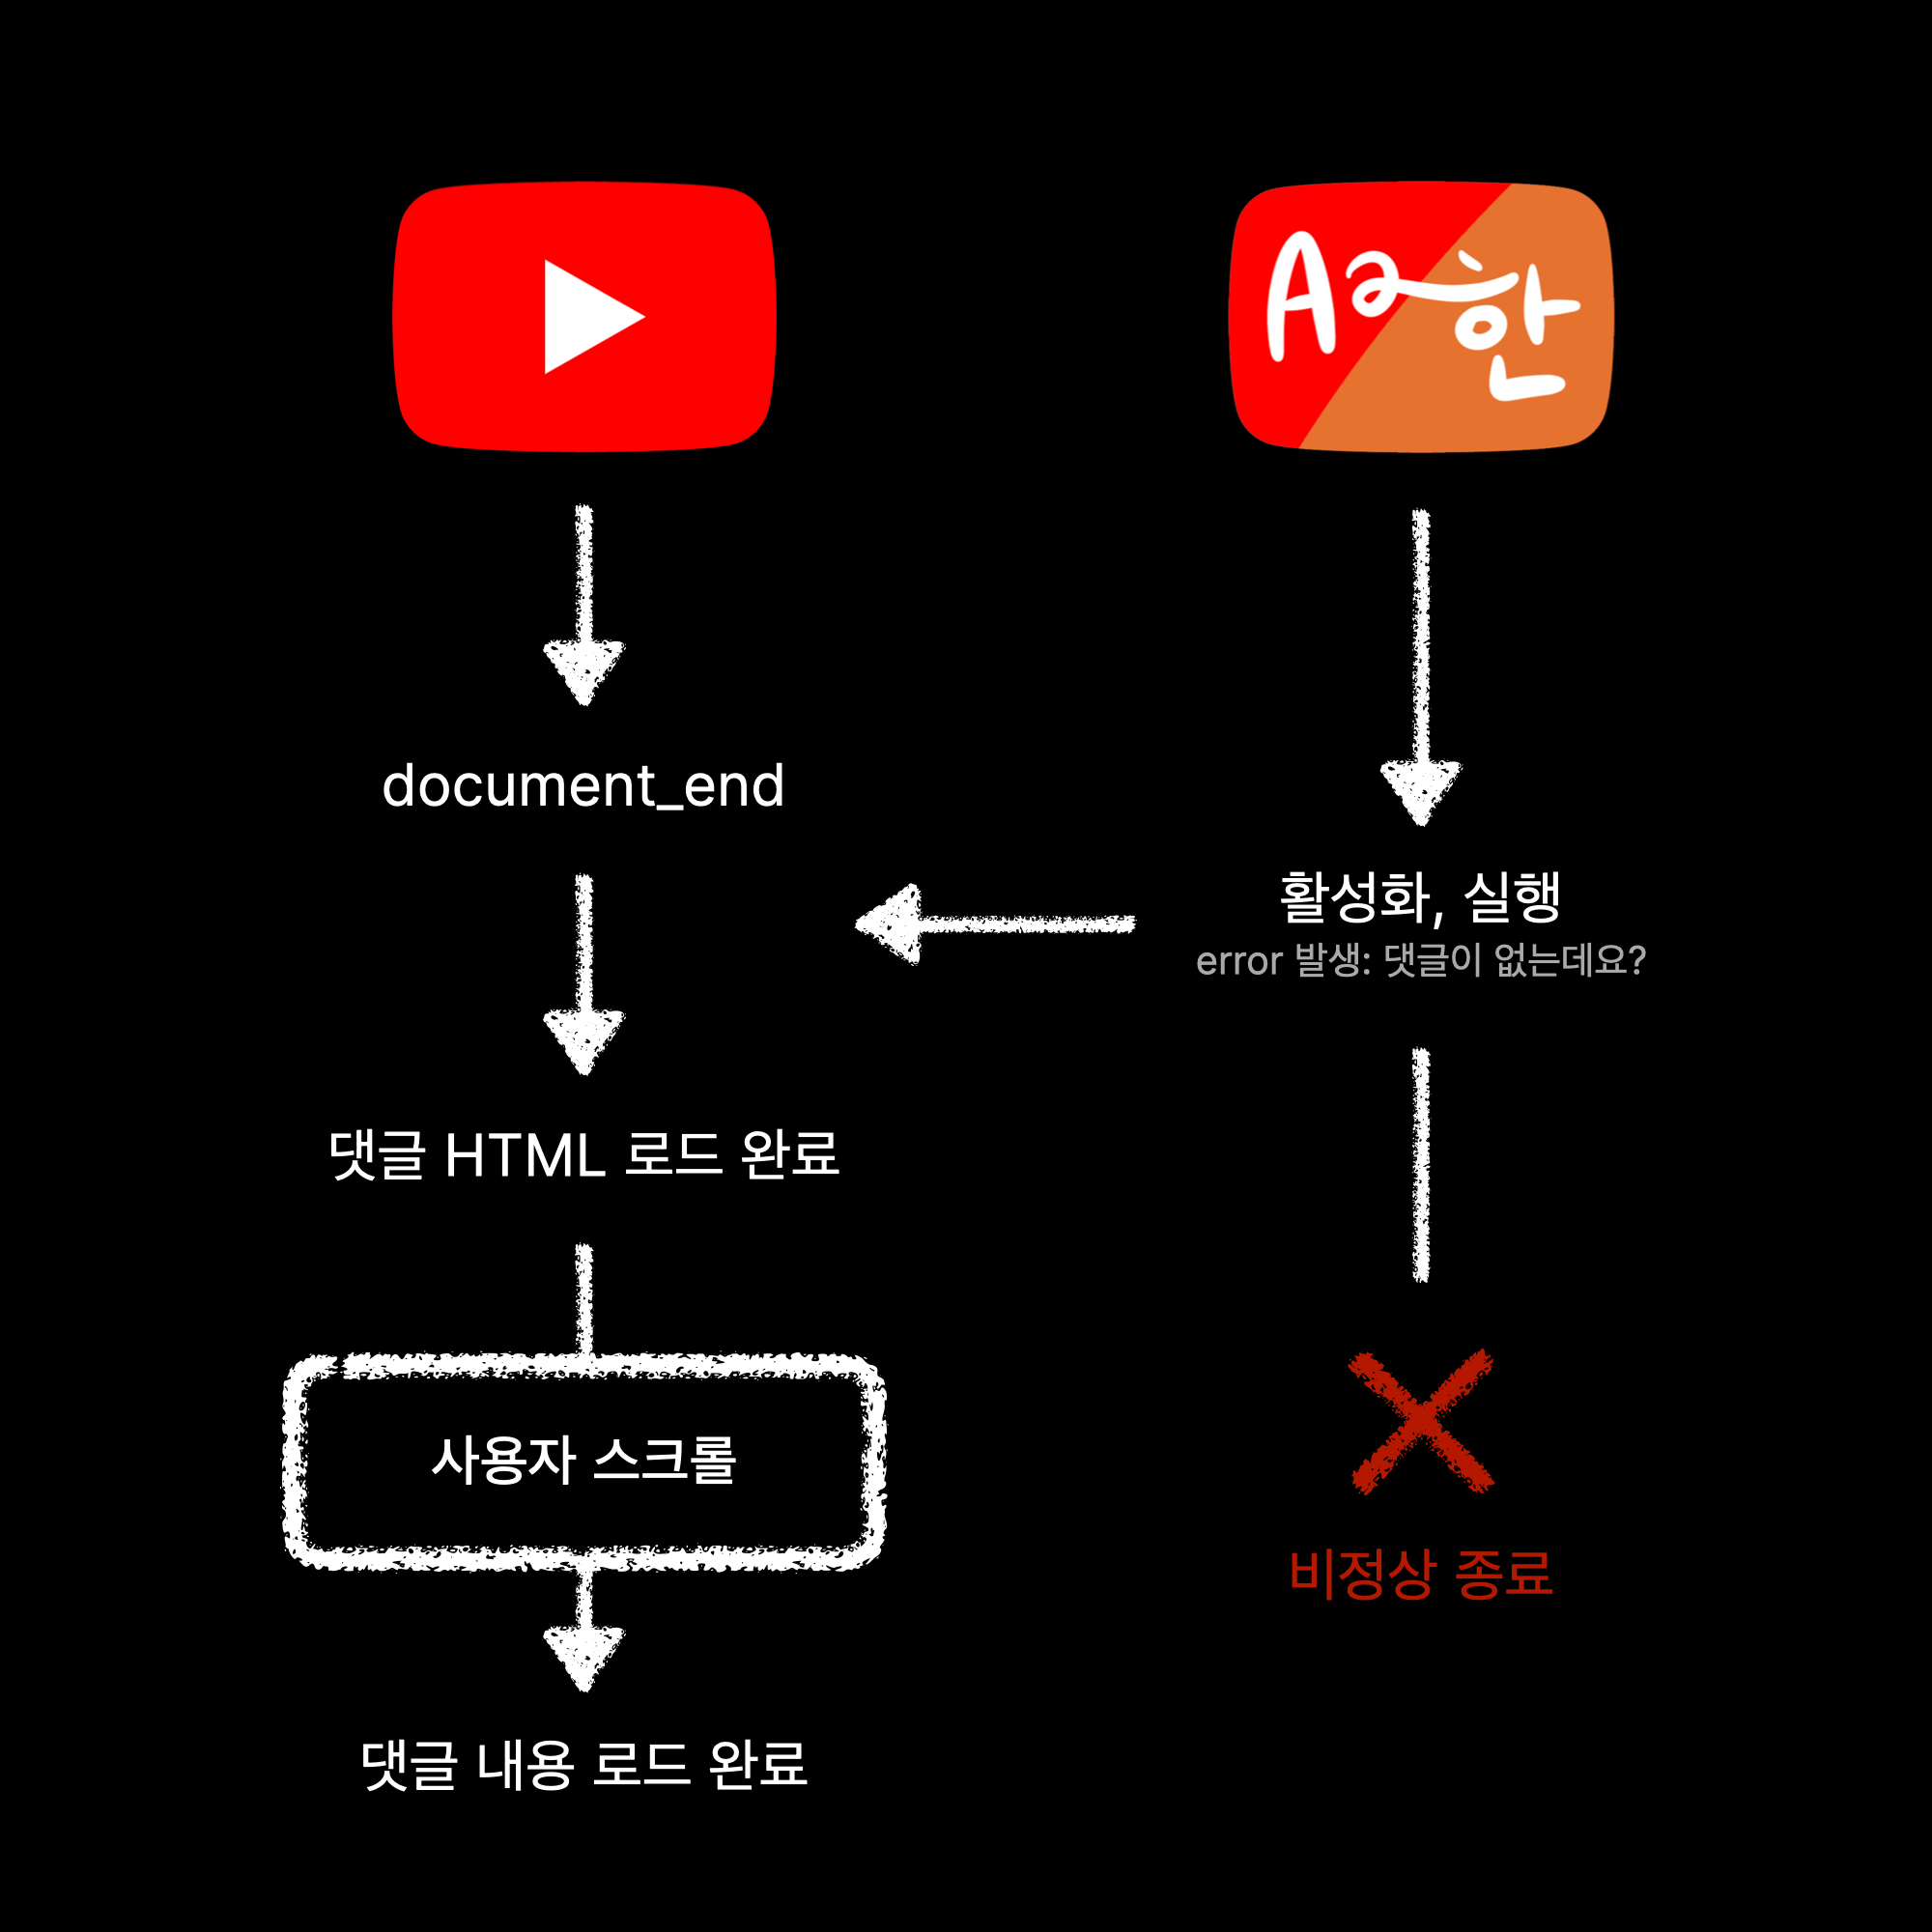 Aa한
document_end
활성화, 실행
error 발생: 댓글이 없는데요?
댓글 HTML 로드 완료
사용자 스크롤
비정상 종료
댓글 내용 로드 완료